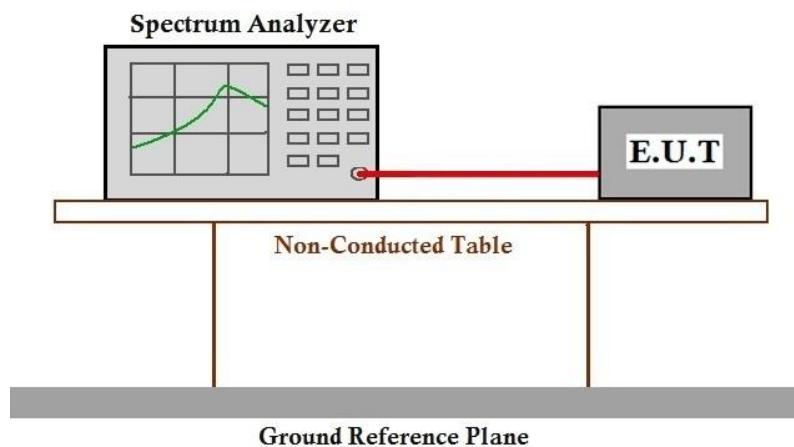 Spectrum Analyzer
E.U.T
Non-Conducted Table
Ground Reference Plane